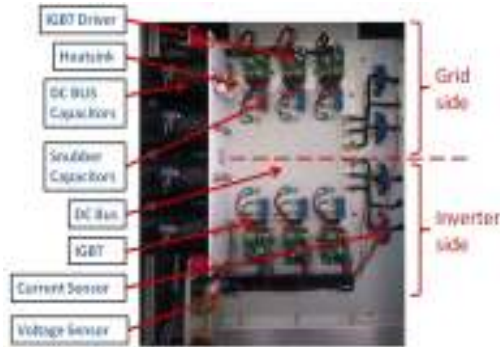 IGBT Driver
Heatsink
DC BUS
Capacitors
Snubber
Capacitors
DC Bus
IGBT
Current Sensor
Voltage Sensor
Grid
side
Inverter
side